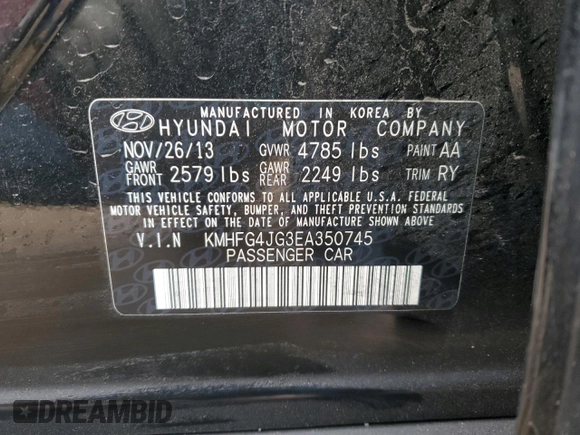 MANUFACTURED IN KOREA BY
HYUNDAI MOTOR COMPANY
NOV/26/13 GVWR 4785 lbs PAINT AA
GAWR FRONT 2579 lbs GAWR REAR 2249 lbs TRIM RY
THIS VEHICLE CONFORMS TO ALL APPLICABLE U.S.A. FEDERAL
MOTOR VEHICLE SAFETY, BUMPER, AND THEFT PREVENTION
STANDARDS IN EFFECT ON THE DATE OF MANUFACTURE SHOWN ABOVE
V.I.N KMHFG4JG3EA350745
PASSENGER CAR
DREAMBID